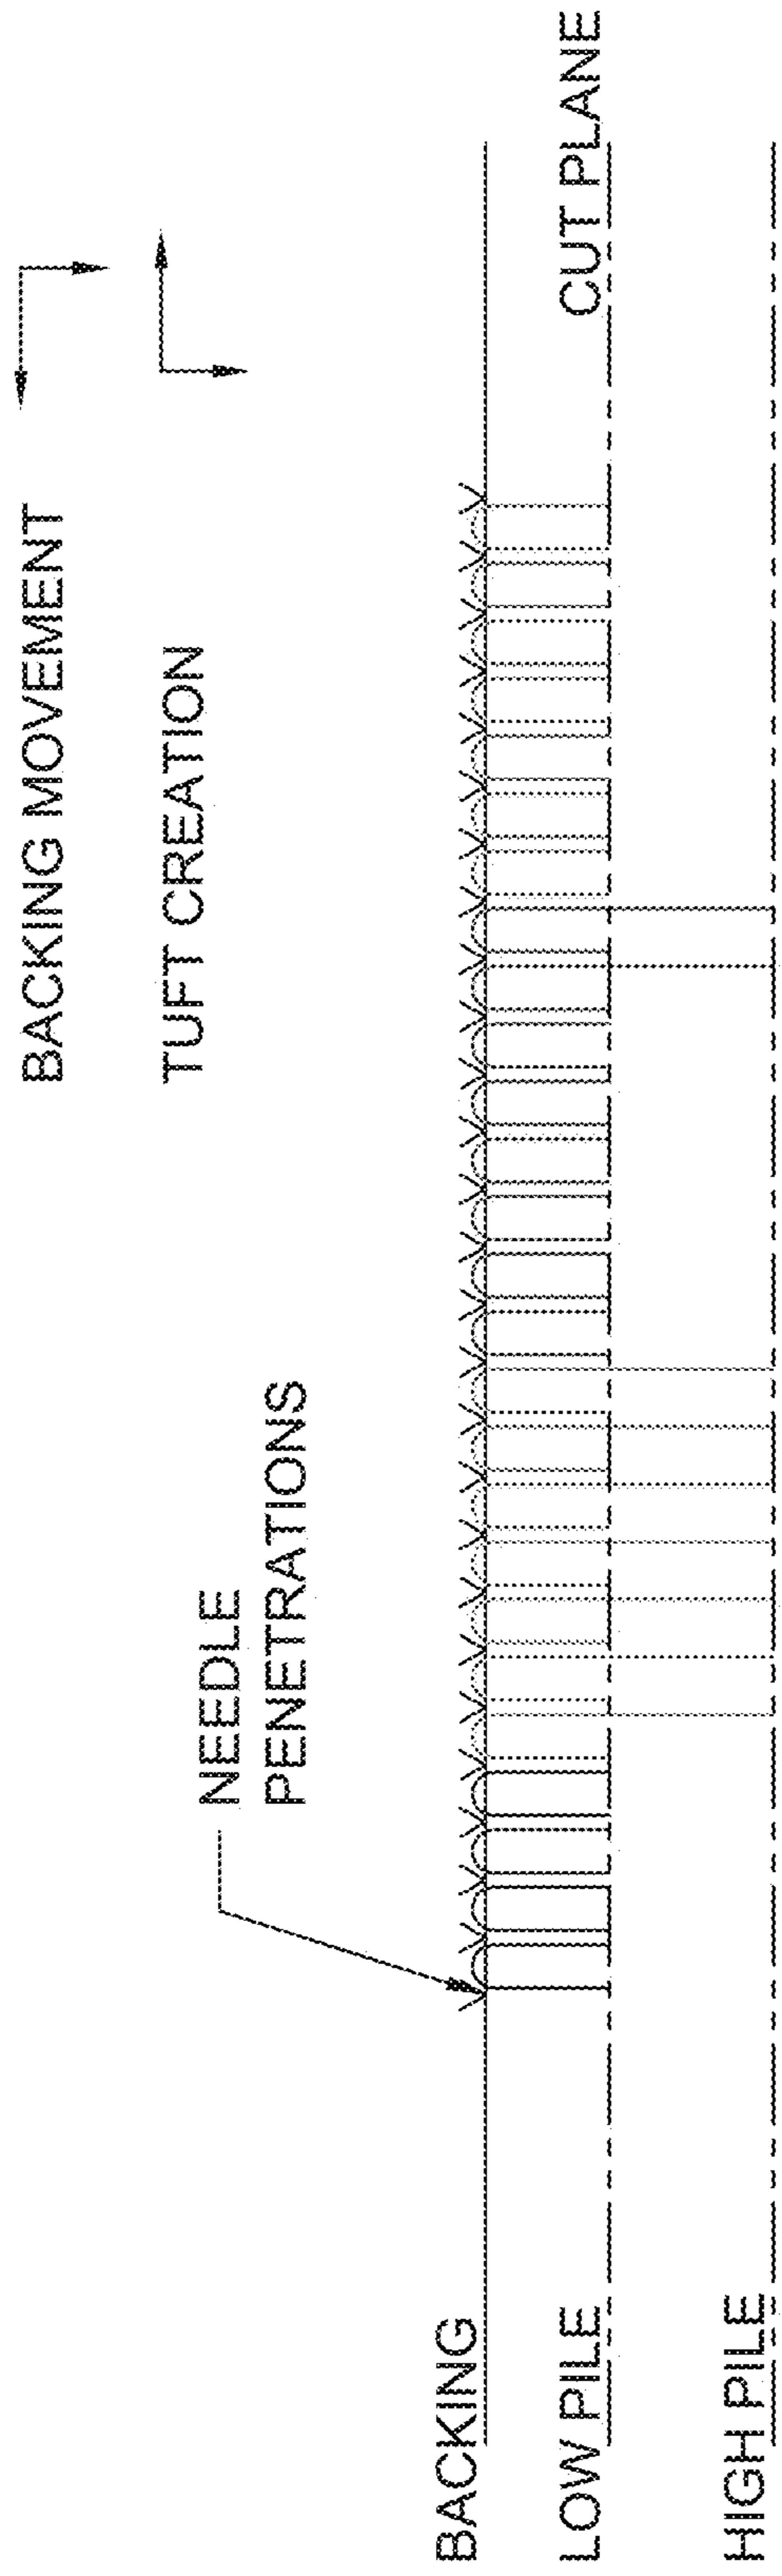 BACKING MOVEMENT
TUFT CREATION
NEEDLE
PENETRATIONS
BACKING
LOW PILE
CUT PLANE
HIGH PILE